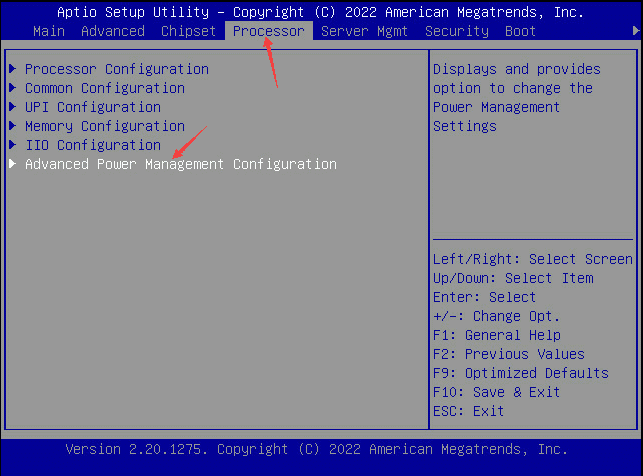 Aptio Setup Utility – Copyright (C) 2022 American Megatrends, Inc.
Main Advanced Chipset Processor Server Mgmt Security Boot
Processor Configuration
Common Configuration
UPI Configuration
Memory Configuration
IIO Configuration
Advanced Power Management Configuration
Displays and provides
option to change the
Power Management
Settings
Left/Right: Select Screen
Up/Down: Select Item
Enter: Select
+/-: Change Opt.
F1: General Help
F2: Previous Values
F9: Optimized Defaults
F10: Save & Exit
ESC: Exit
Version 2.20.1275. Copyright (C) 2022 American Megatrends, Inc.